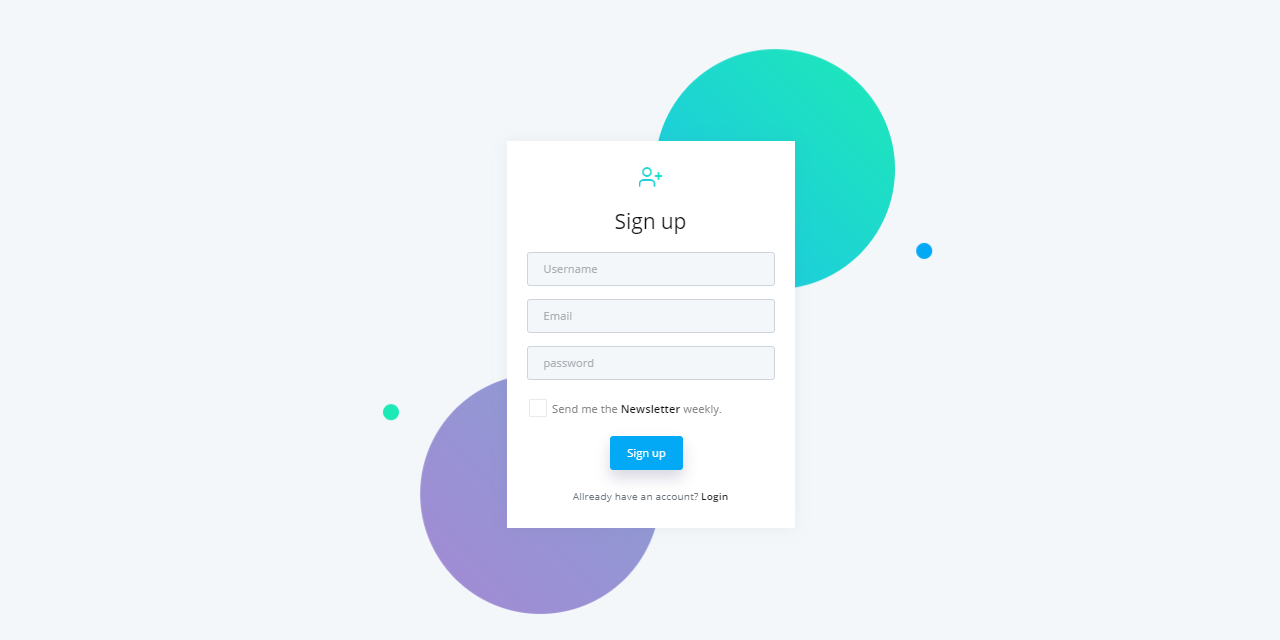 Sign up
Username
Email
password
Send me the Newsletter weekly.
Sign up
Allready have an account? Login